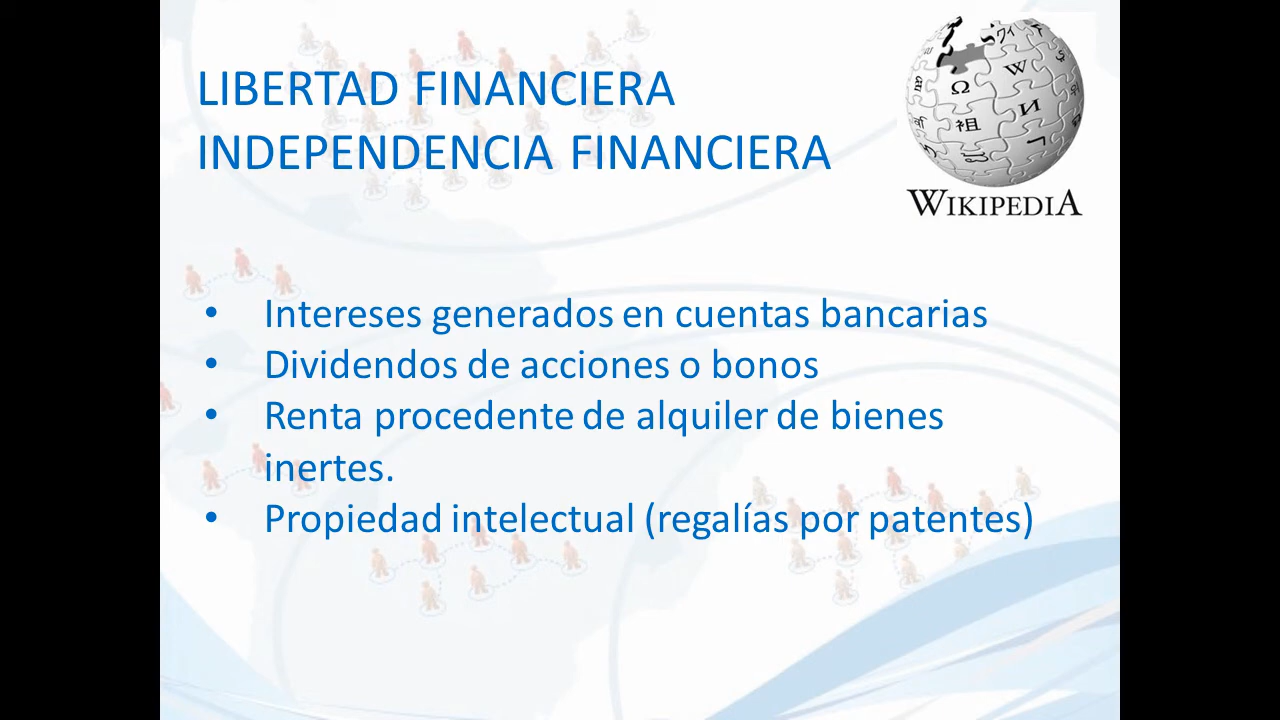 LIBERTAD FINANCIERA
INDEPENDENCIA FINANCIERA
WIKIPEDIA
• Intereses generados en cuentas bancarias
• Dividendos de acciones o bonos
• Renta procedente de alquiler de bienes
inertes.
• Propiedad intelectual (regalías por patentes)